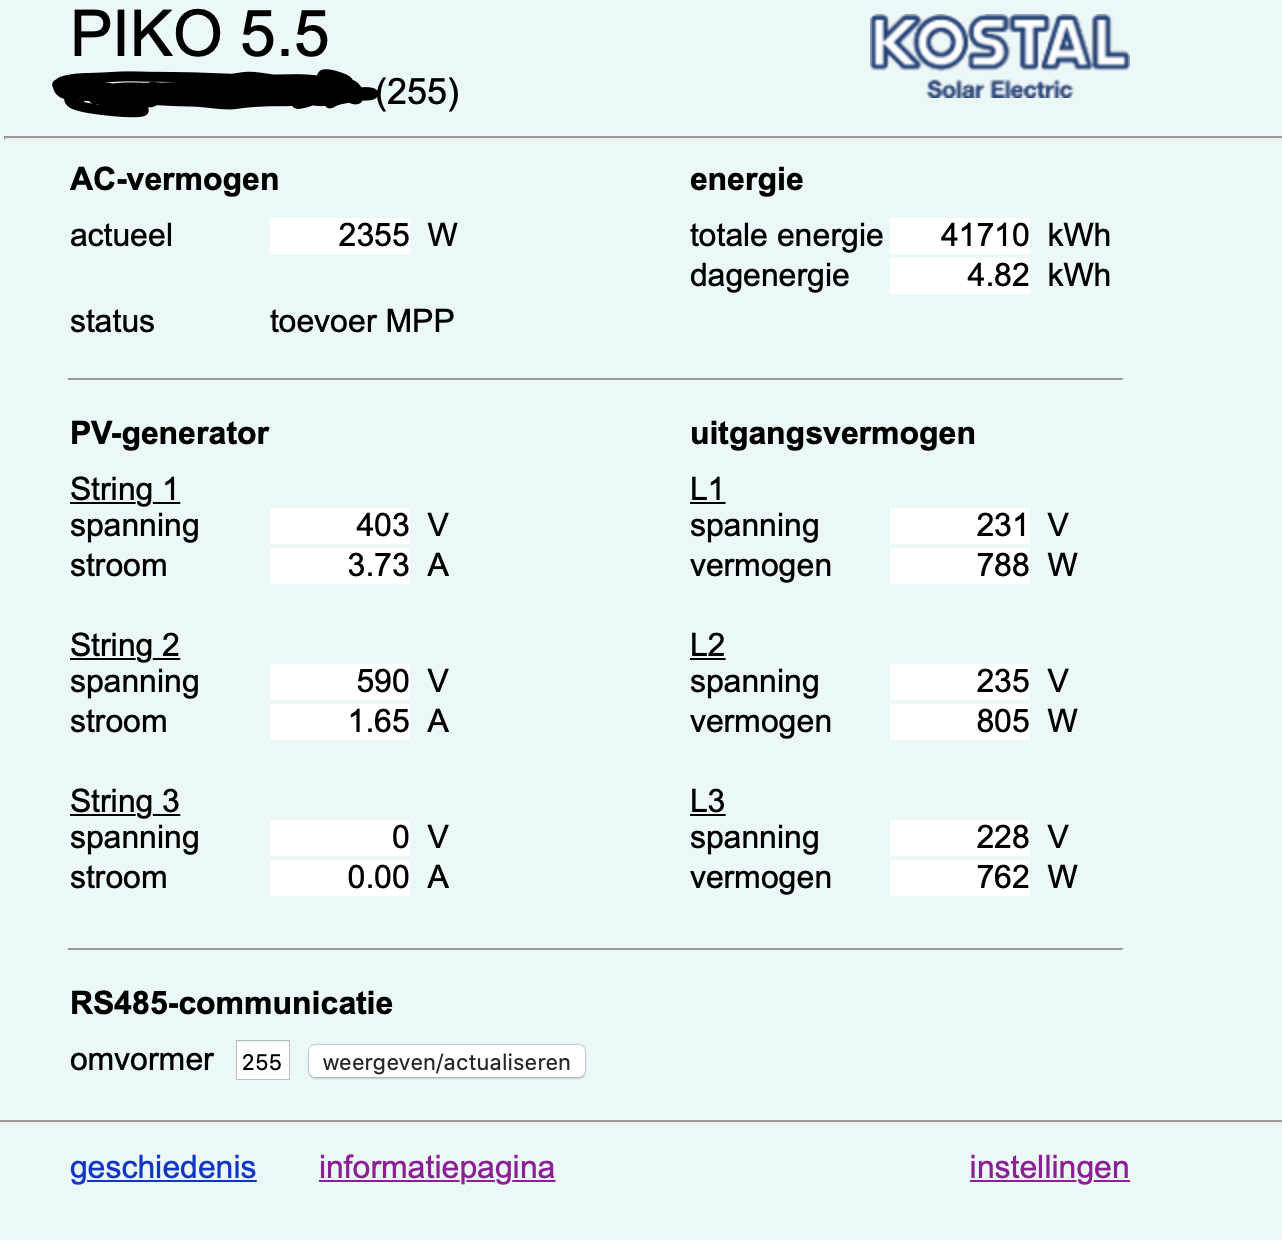 PIKO 5.5
(255)
KOSTAL
Solar Electric
AC-vermogen
actueel 2355 W
status toevoer MPP
energie
totale energie 41710 kWh
dagenergie 4.82 kWh
PV-generator
String 1
spanning 403 V
stroom 3.73 A
String 2
spanning 590 V
stroom 1.65 A
String 3
spanning 0 V
stroom 0.00 A
uitgangsvermogen
L1
spanning 231 V
vermogen 788 W
L2
spanning 235 V
vermogen 805 W
L3
spanning 228 V
vermogen 762 W
RS485-communicatie
omvormer 255 weergeven/actualiseren
geschiedenis informatiepagina instellingen